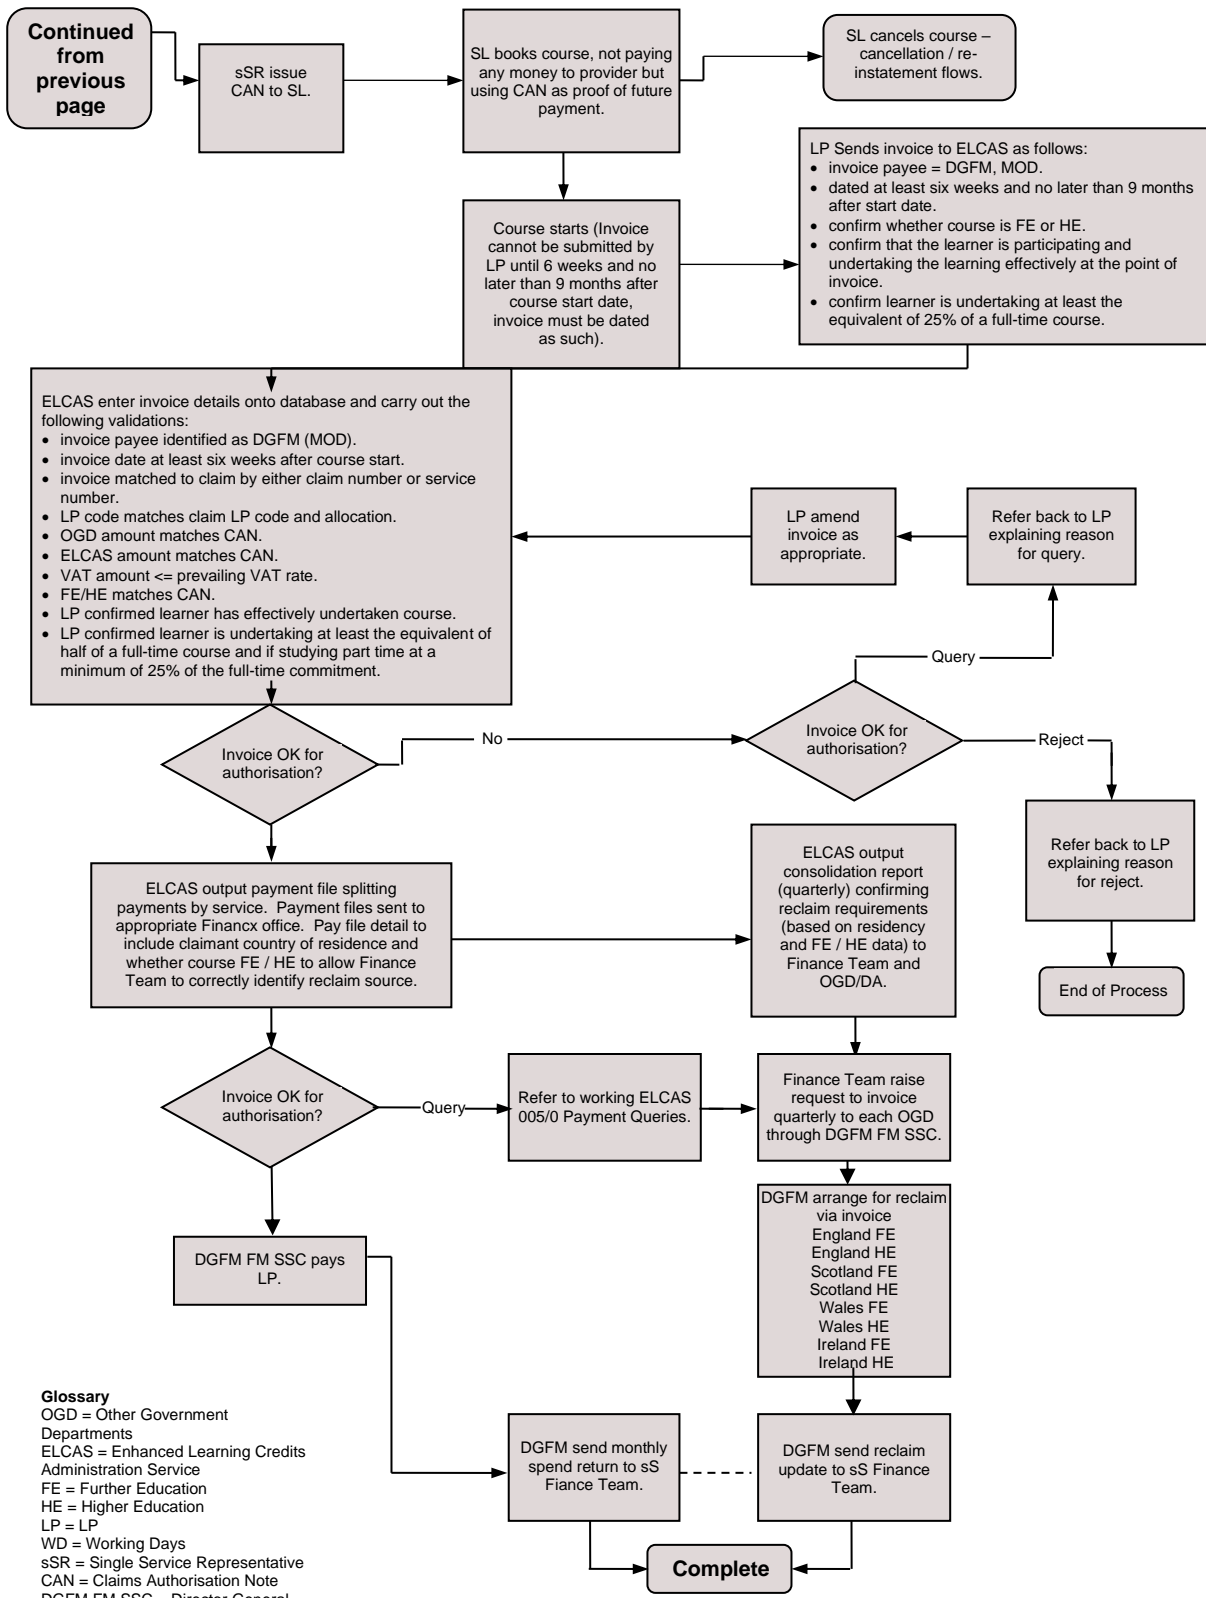 Continued
from
previous
page
sSR issue
CAN to SL.
SL books course, not paying
any money to provider but
using CAN as proof of future
payment.
SL cancels course –
cancellation / re-
instatement flows.
LP Sends invoice to ELCAS as follows:
• invoice payee = DGFM, MOD.
• dated at least six weeks and no later than 9 months
after start date.
• confirm whether course is FE or HE.
• confirm that the learner is participating and
undertaking the learning effectively at the point of
invoice.
• confirm learner is undertaking at least the
equivalent of 25% of a full-time course.
Course starts (Invoice
cannot be submitted by
LP until 6 weeks and no
later than 9 months after
course start date,
invoice must be dated
as such).
ELCAS enter invoice details onto database and carry out the
following validations:
• invoice payee identified as DGFM (MOD).
• invoice date at least six weeks after course start.
• invoice matched to claim by either claim number or service
number.
• LP code matches claim LP code and allocation.
• OGD amount matches CAN.
• ELCAS amount matches CAN.
• VAT amount <= prevailing VAT rate.
• FE/HE matches CAN.
• LP confirmed learner has effectively undertaken course.
• LP confirmed learner is undertaking at least the equivalent of
half of a full-time course and if studying part time at a
minimum of 25% of the full-time commitment.
LP amend
invoice as
appropriate.
Refer back to LP
explaining reason
for query.
Query
Invoice OK for
authorisation?
No
Invoice OK for
authorisation?
Reject
Refer back to LP
explaining reason
for reject.
End of Process
ELCAS output payment file splitting
payments by service. Payment files sent to
appropriate Financx office. Pay file detail to
include claimant country of residence and
whether course FE / HE to allow Finance
Team to correctly identify reclaim source.
ELCAS output
consolidation report
(quarterly) confirming
reclaim requirements
(based on residency
and FE / HE data) to
Finance Team and
OGD/DA.
Invoice OK for
authorisation?
Query
Refer to working ELCAS
005/0 Payment Queries.
Finance Team raise
request to invoice
quarterly to each OGD
through DGFM FM SSC.
DGFM arrange for reclaim
via invoice
England FE
England HE
Scotland FE
Scotland HE
Wales FE
Wales HE
Ireland FE
Ireland HE
DGFM FM SSC pays
LP.
DGFM send monthly
spend return to sS
Fiance Team.
DGFM send reclaim
update to sS Finance
Team.
Complete
Glossary
OGD = Other Government
Departments
ELCAS = Enhanced Learning Credits
Administration Service
FE = Further Education
HE = Higher Education
LP = LP
WD = Working Days
sSR = Single Service Representative
CAN = Claims Authorisation Note
DGFM FM SSC = Director General